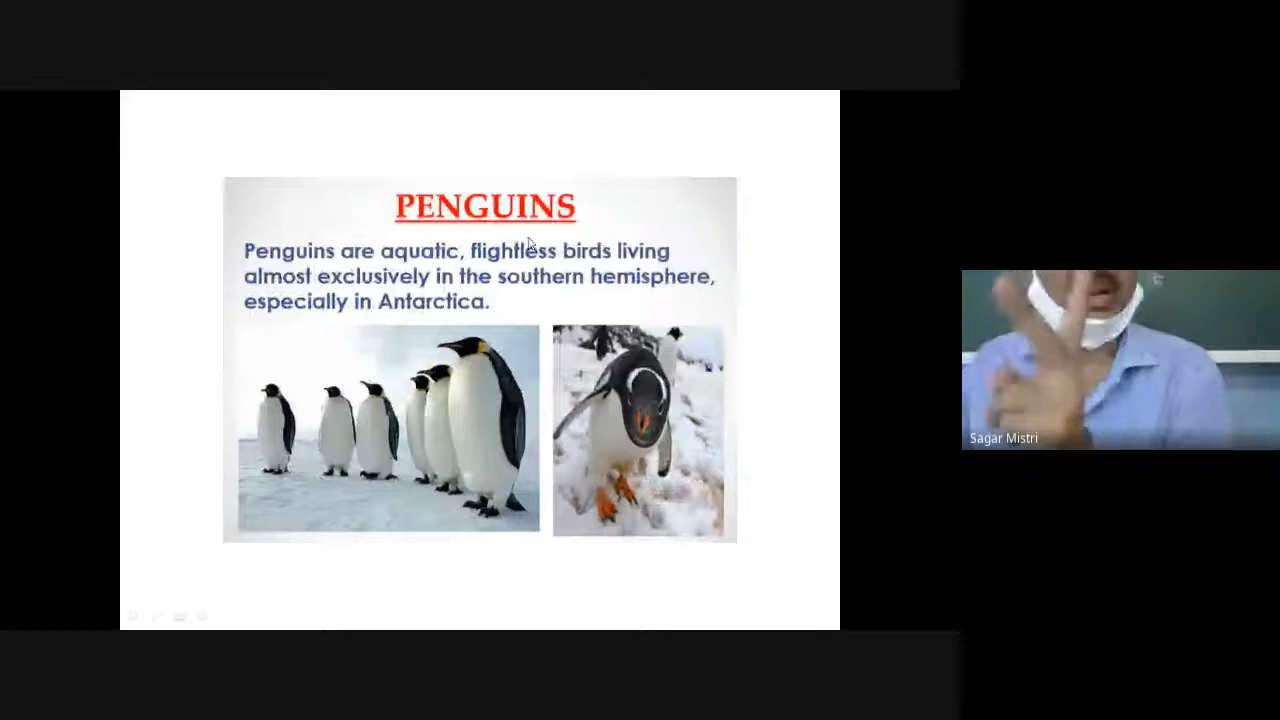 PENGUINS
Penguins are aquatic, flightless birds living
almost exclusively in the southern hemisphere,
especially in Antarctica.
Sagar Mistri